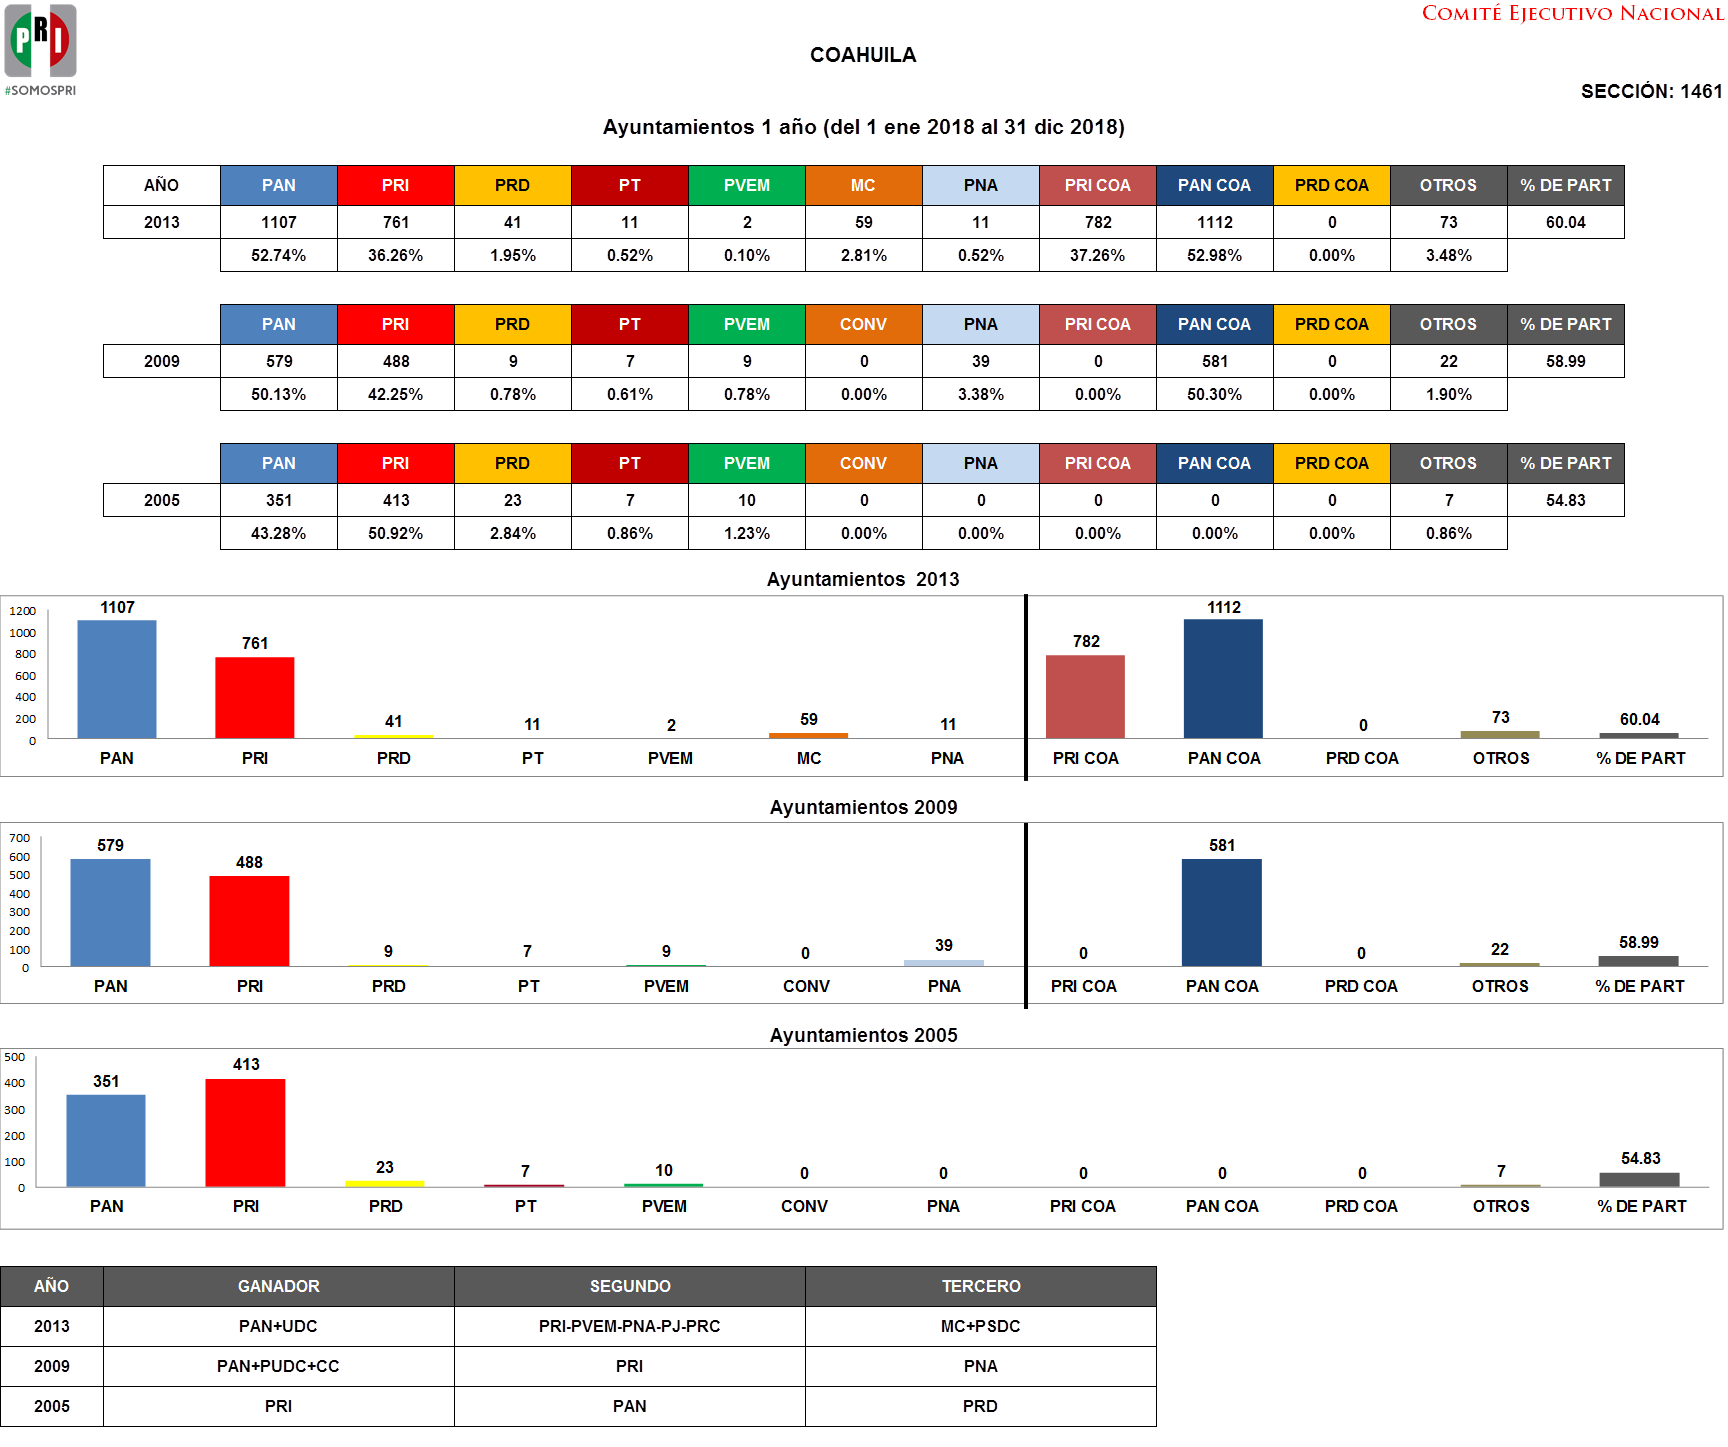 PRI
#SOMOSPRI
COMITÉ EJECUTIVO NACIONAL
COAHUILA
SECCIÓN: 1461
Ayuntamientos 1 año (del 1 ene 2018 al 31 dic 2018)
AÑO PAN PRI PRD PT PVEM MC PNA PRI COA PAN COA PRD COA OTROS % DE PART
2013 1107 761 41 11 2 59 11 782 1112 0 73 60.04
52.74% 36.26% 1.95% 0.52% 0.10% 2.81% 0.52% 37.26% 52.98% 0.00% 3.48%
PAN PRI PRD PT PVEM CONV PNA PRI COA PAN COA PRD COA OTROS % DE PART
2009 579 488 9 7 9 0 39 0 581 0 22 58.99
50.13% 42.25% 0.78% 0.61% 0.78% 0.00% 3.38% 0.00% 50.30% 0.00% 1.90%
PAN PRI PRD PT PVEM CONV PNA PRI COA PAN COA PRD COA OTROS % DE PART
2005 351 413 23 7 10 0 0 0 0 0 7 54.83
43.28% 50.92% 2.84% 0.86% 1.23% 0.00% 0.00% 0.00% 0.00% 0.00% 0.86%
Ayuntamientos 2013
1200
1000
800
600
400
200
0
1107 761 41 11 2 59 11 782 1112 0 73 60.04
PAN PRI PRD PT PVEM MC PNA PRI COA PAN COA PRD COA OTROS % DE PART
Ayuntamientos 2009
700
600
500
400
300
200
100
0
579 488 9 7 9 0 39 0 581 0 22 58.99
PAN PRI PRD PT PVEM CONV PNA PRI COA PAN COA PRD COA OTROS % DE PART
Ayuntamientos 2005
500
400
300
200
100
0
351 413 23 7 10 0 0 0 0 0 7 54.83
PAN PRI PRD PT PVEM CONV PNA PRI COA PAN COA PRD COA OTROS % DE PART
AÑO GANADOR SEGUNDO TERCERO
2013 PAN+UDC PRI-PVEM-PNA-PJ-PRC MC+PSDC
2009 PAN+PUDC+CC PRI PNA
2005 PRI PAN PRD